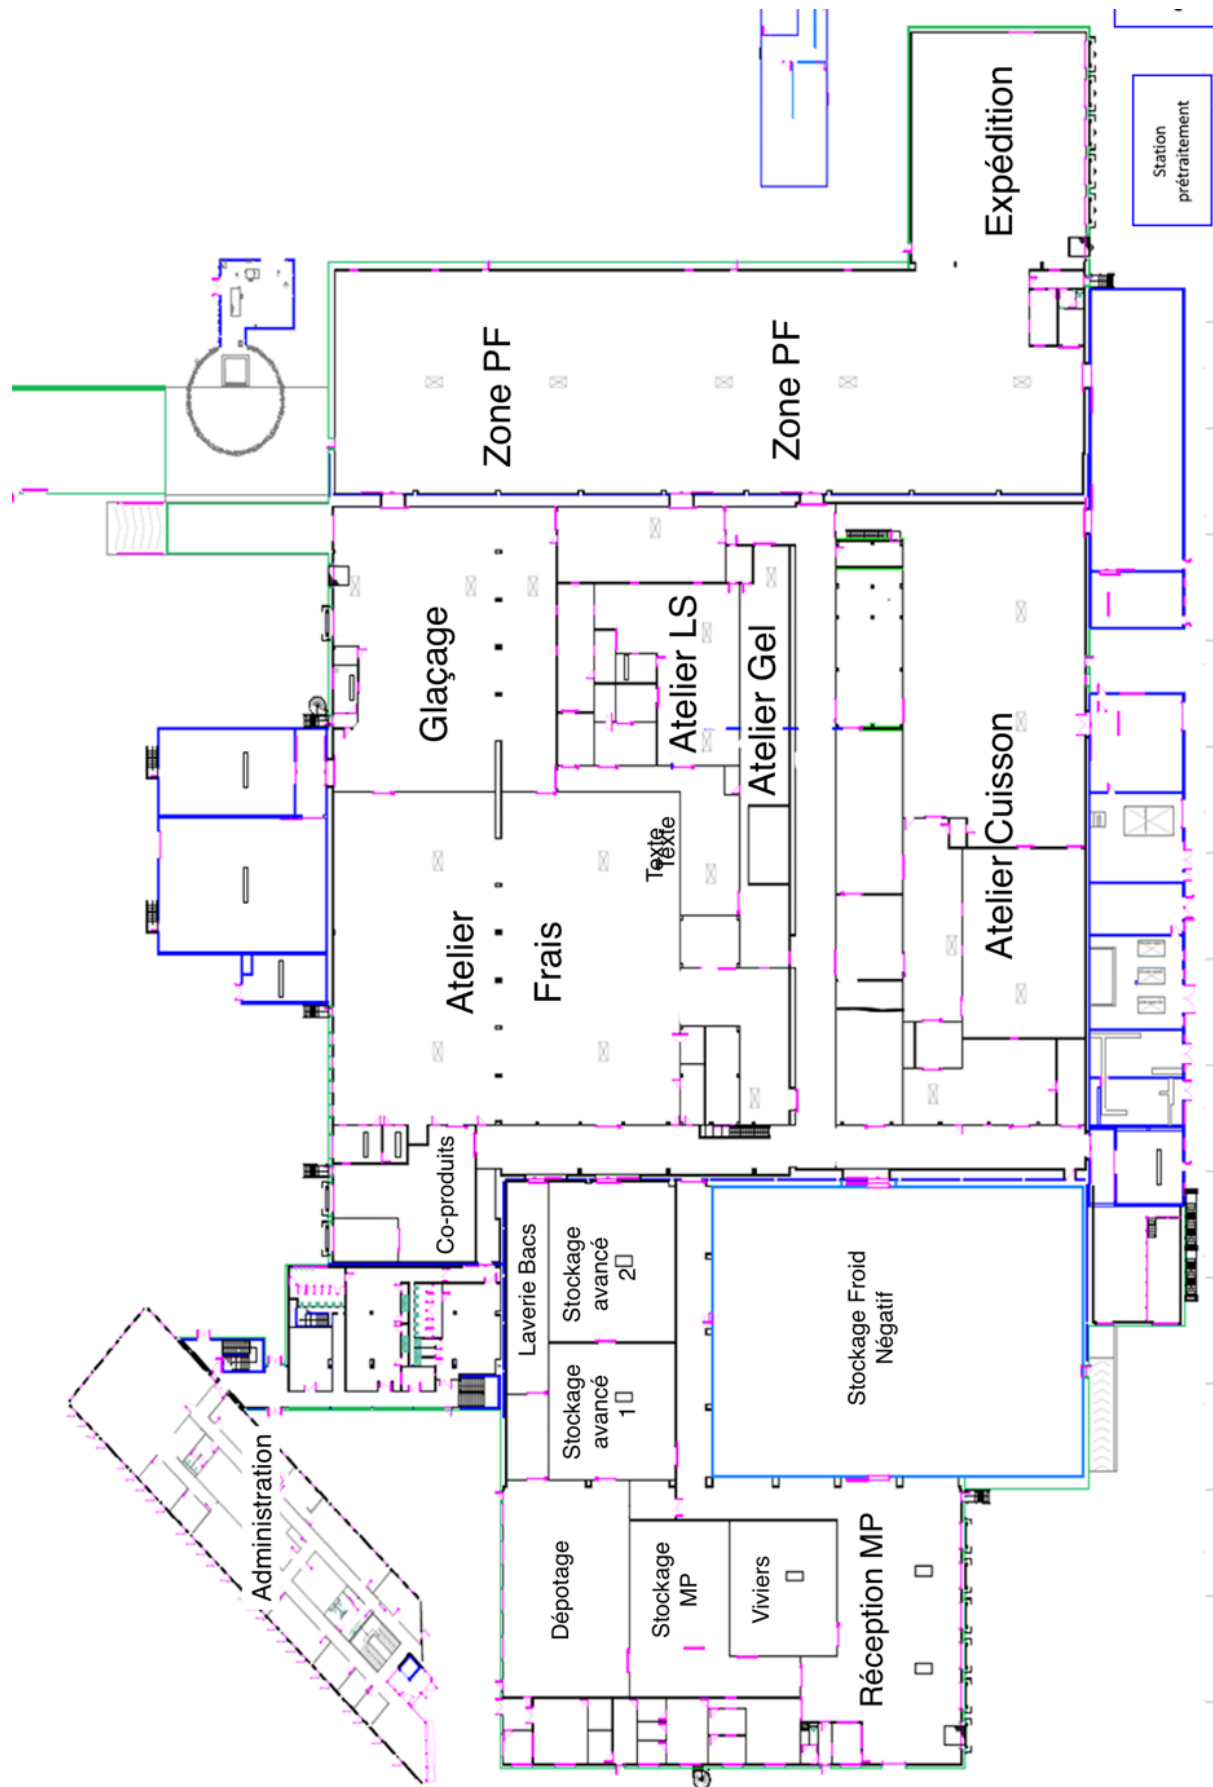 Expédition
Station
prétraitement
Zone PF
Zone PF
Glaçage
Atelier LS
Atelier Gel
Atelier Cuisson
Atelier
Frais
Texte
Texte
Co-produits
Laverie Bacs
Stockage
avancé
2
Stockage
avancé
1
Stockage Froid
Négatif
Administration
Dépotage
Stockage
MP
Viviers
Réception MP